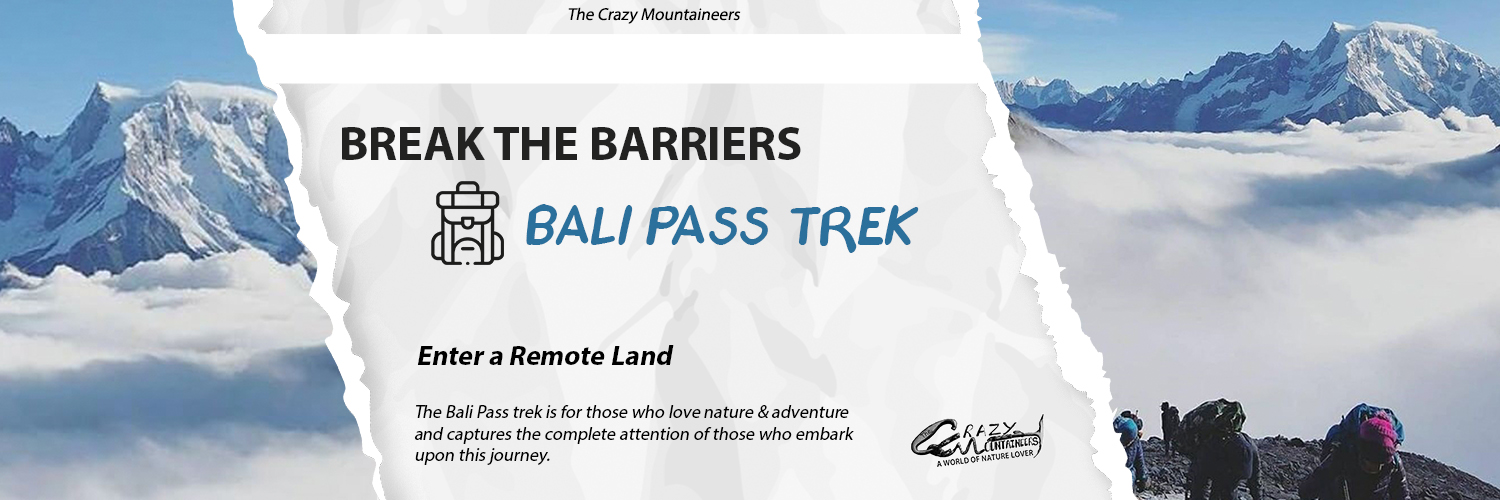 The Crazy Mountaineers
BREAK THE BARRIERS
BALI PASS TREK
Enter a Remote Land
The Bali Pass trek is for those who love nature & adventure
and captures the complete attention of those who embark
upon this journey.
CRAZY
MOUNTAINEERS
A WORLD OF NATURE LOVER